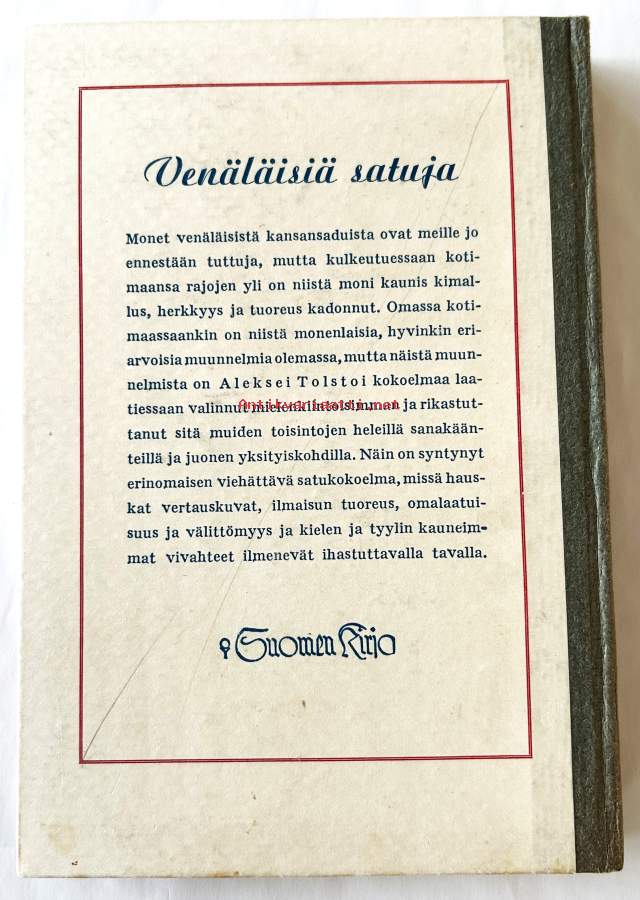 Venäläisiä satuja
Monet venäläisistä kansansaduista ovat meille jo
ennestään tuttuja, mutta kulkeutuessaan koti-
maansa rajojen yli on niistä moni kaunis kimal-
lus, herkkyys ja tuoreus kadonnut. Omassa koti-
maassaankin on niistä monenlaisia, hyvinkin eri-
arvoisia muunnelmia olemassa, mutta näistä muun-
nelmista on Aleksei Tolstoi kokoelmaa laa-
tiessaan valinnut mielenkiintoisimman ja rikastut-
Antikvariaatti.net
tanut sitä muiden toisintojen heleillä sanakään-
teillä ja juonen yksityiskohdilla. Näin on syntynyt
erinomaisen viehättävä satukokoelma, missä haus-
kat vertauskuvat, ilmaisun tuoreus, omalaatui-
suus ja välittömyys ja kielen ja tyylin kauneim-
mat vivahteet ilmenevät ihastuttavalla tavalla.
Suomen Kirja